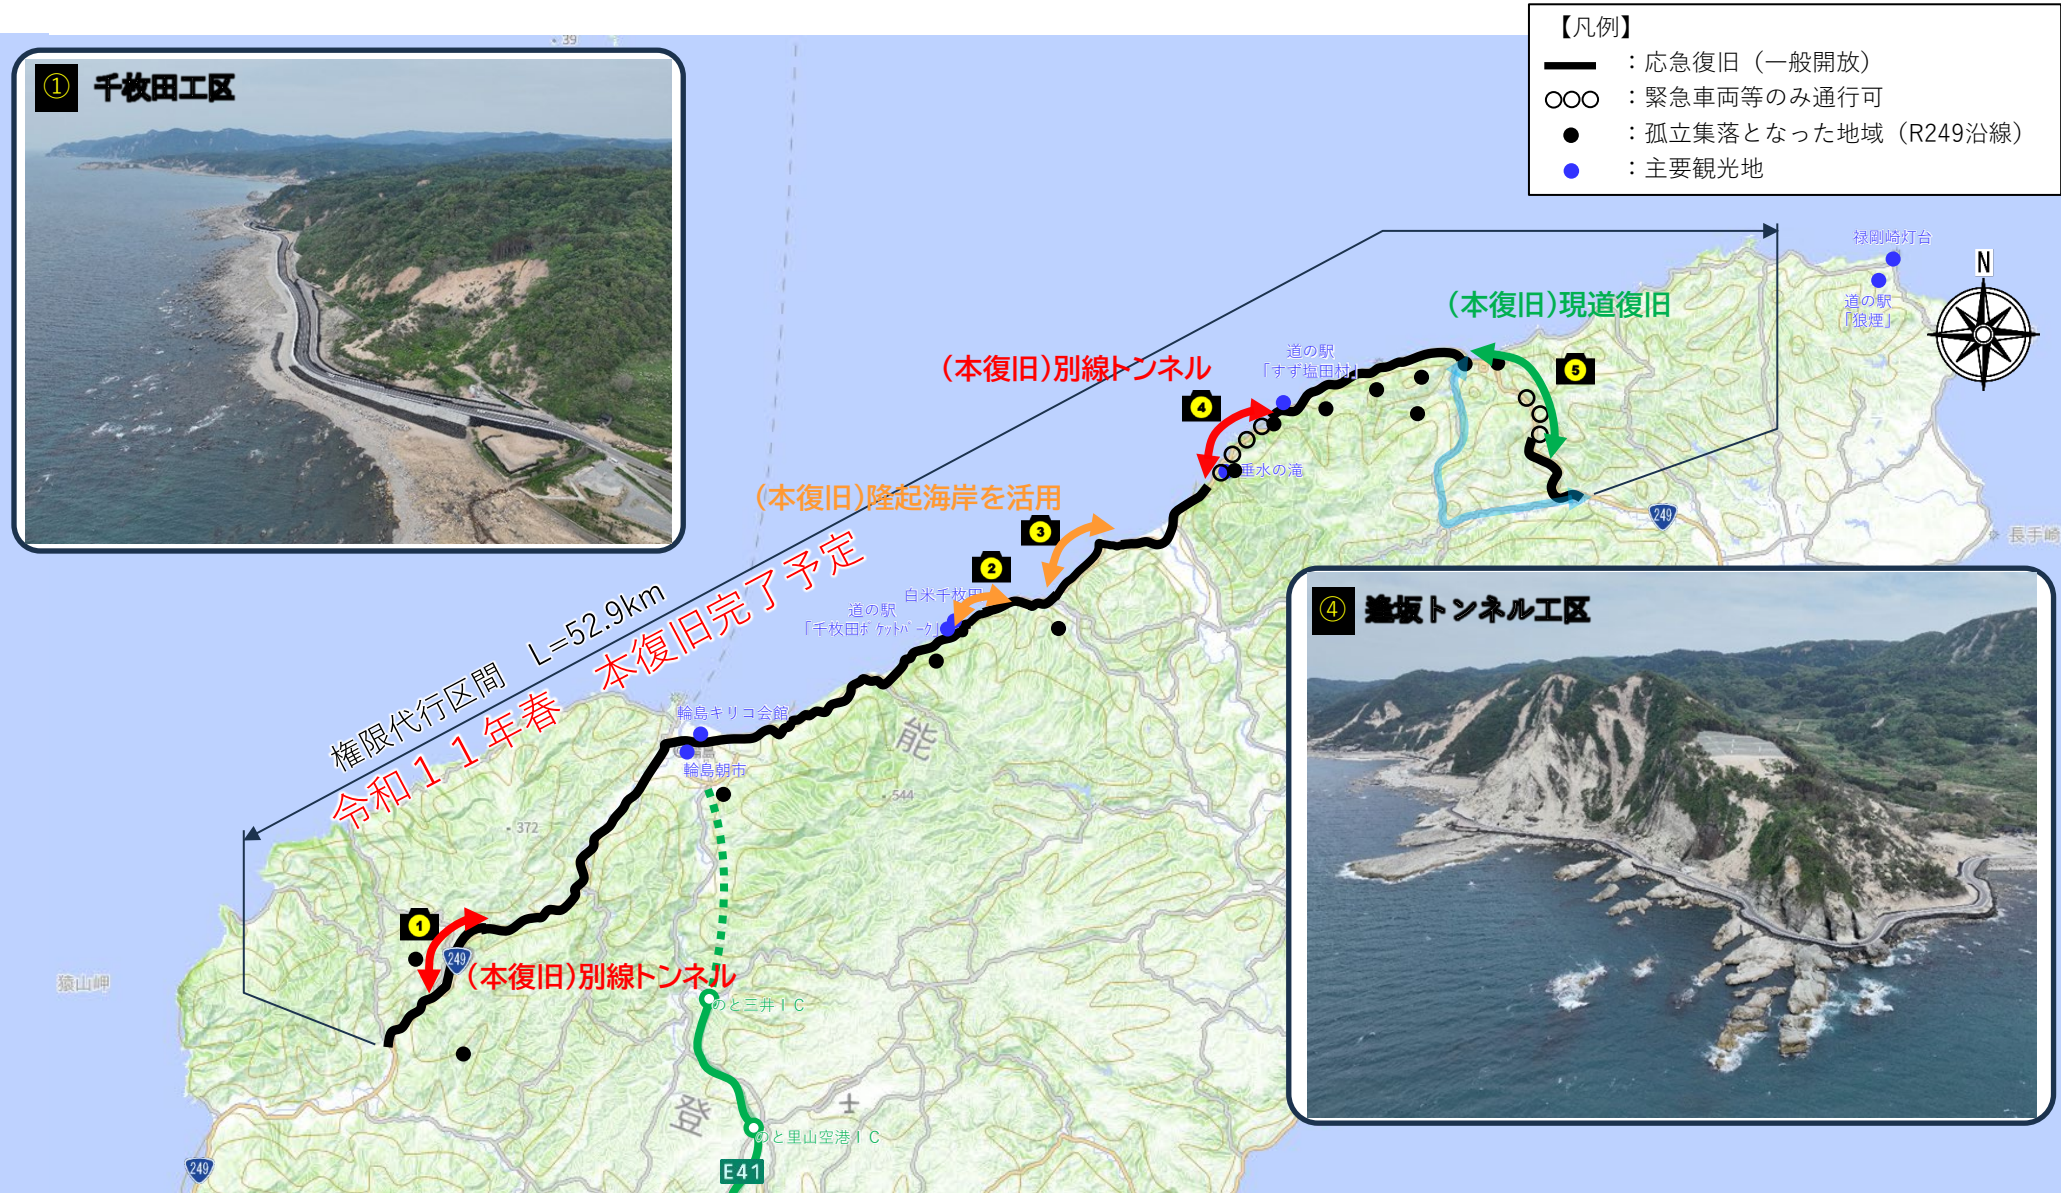 【凡例】
：応急復旧（一般開放）
：緊急車両等のみ通行可
：孤立集落となった地域（R249沿線）
：主要観光地
① 千枚田工区
39
禄剛崎灯台
道の駅
「狼煙」
N
(本復旧)現道復旧
5
道の駅
「すず塩田村」
(本復旧)別線トンネル
4
垂水の滝
249
長手崎
(本復旧)隆起海岸を活用
3
2
白米千枚田
道の駅
「千枚田ポケットパーク」
権限代行区間　L=52.9km
令和１１年春　本復旧完了予定
輪島キリコ会館
輪島朝市
能
544
372
1
249
(本復旧)別線トンネル
猿山岬
のと三井ＩＣ
登
のと里山空港ＩＣ
E41
249
④ 逢坂トンネル工区